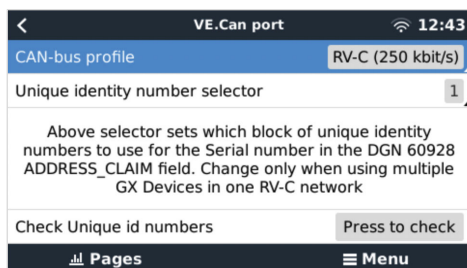 VE.Can port 12:43
CAN-bus profile RV-C (250 kbit/s)
Unique identity number selector 1
Above selector sets which block of unique identity
numbers to use for the Serial number in the DGN 60928
ADDRESS_CLAIM field. Change only when using multiple
GX Devices in one RV-C network
Check Unique id numbers Press to check
Pages Menu